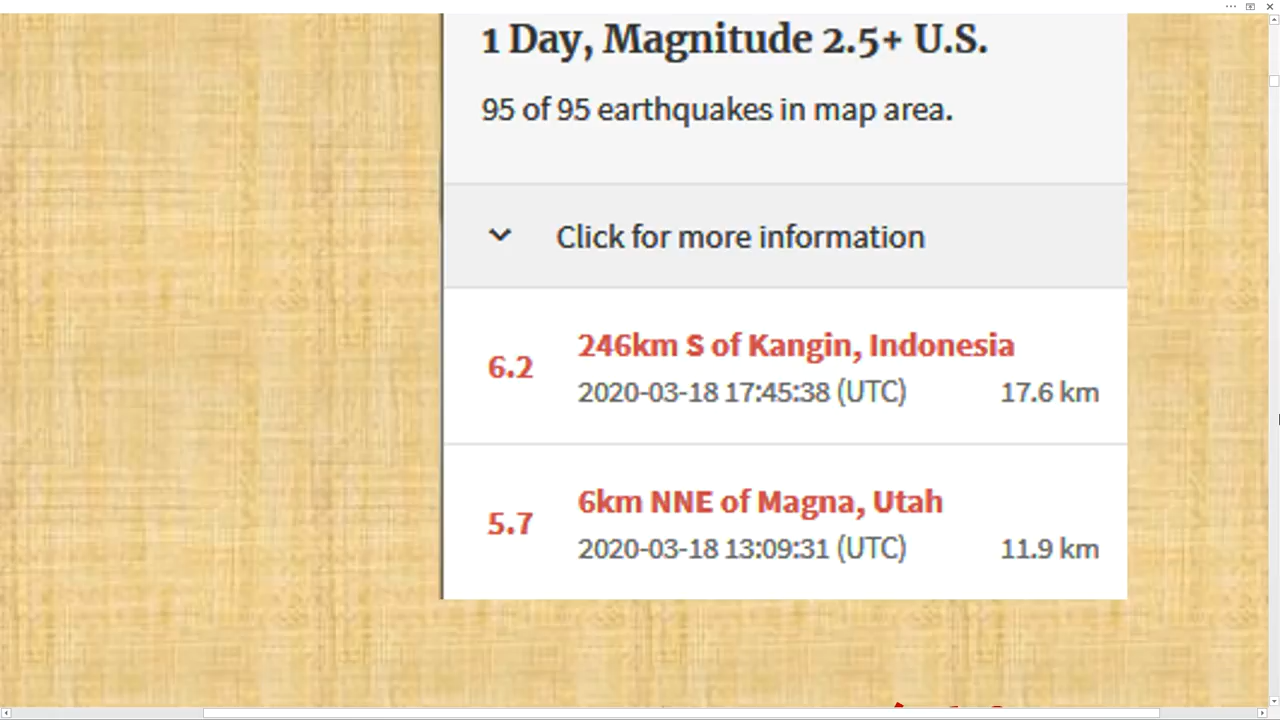 1 Day, Magnitude 2.5+ U.S.
95 of 95 earthquakes in map area.
Click for more information
6.2
246km S of Kangin, Indonesia
2020-03-18 17:45:38 (UTC) 17.6 km
5.7
6km NNE of Magna, Utah
2020-03-18 13:09:31 (UTC) 11.9 km